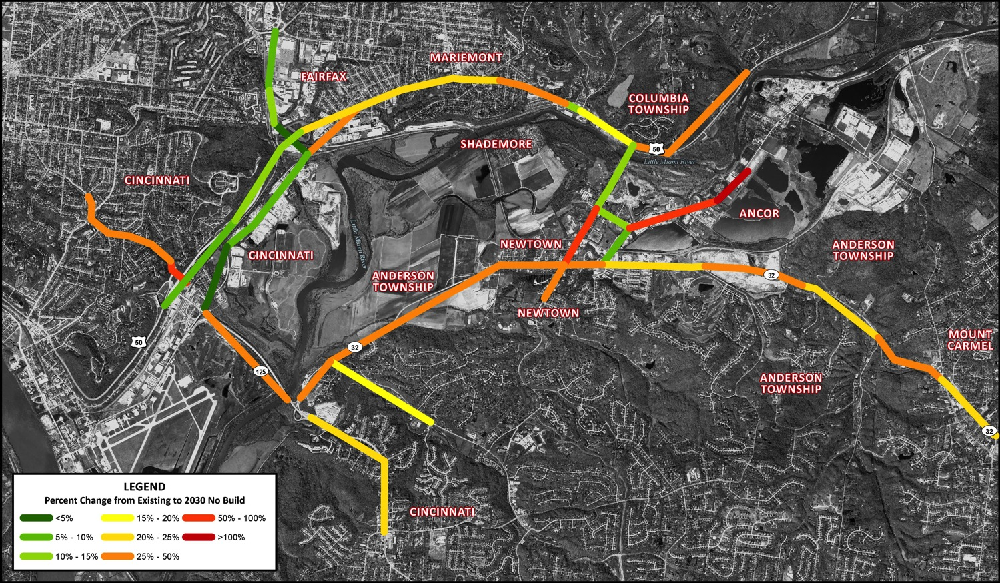 MARIEMONT
FAIRFAX
COLUMBIA
TOWNSHIP
SHADEMORE
50
Little Miami River
CINCINNATI
ANCOR
Little Miami River
NEWTOWN
CINCINNATI
ANDERSON
TOWNSHIP
ANDERSON
TOWNSHIP
32
NEWTOWN
50
32
MOUNT
CARMEL
125
ANDERSON
TOWNSHIP
32
CINCINNATI
LEGEND
Percent Change from Existing to 2030 No Build
<5%
15% - 20%
50% - 100%
5% - 10%
20% - 25%
>100%
10% - 15%
25% - 50%